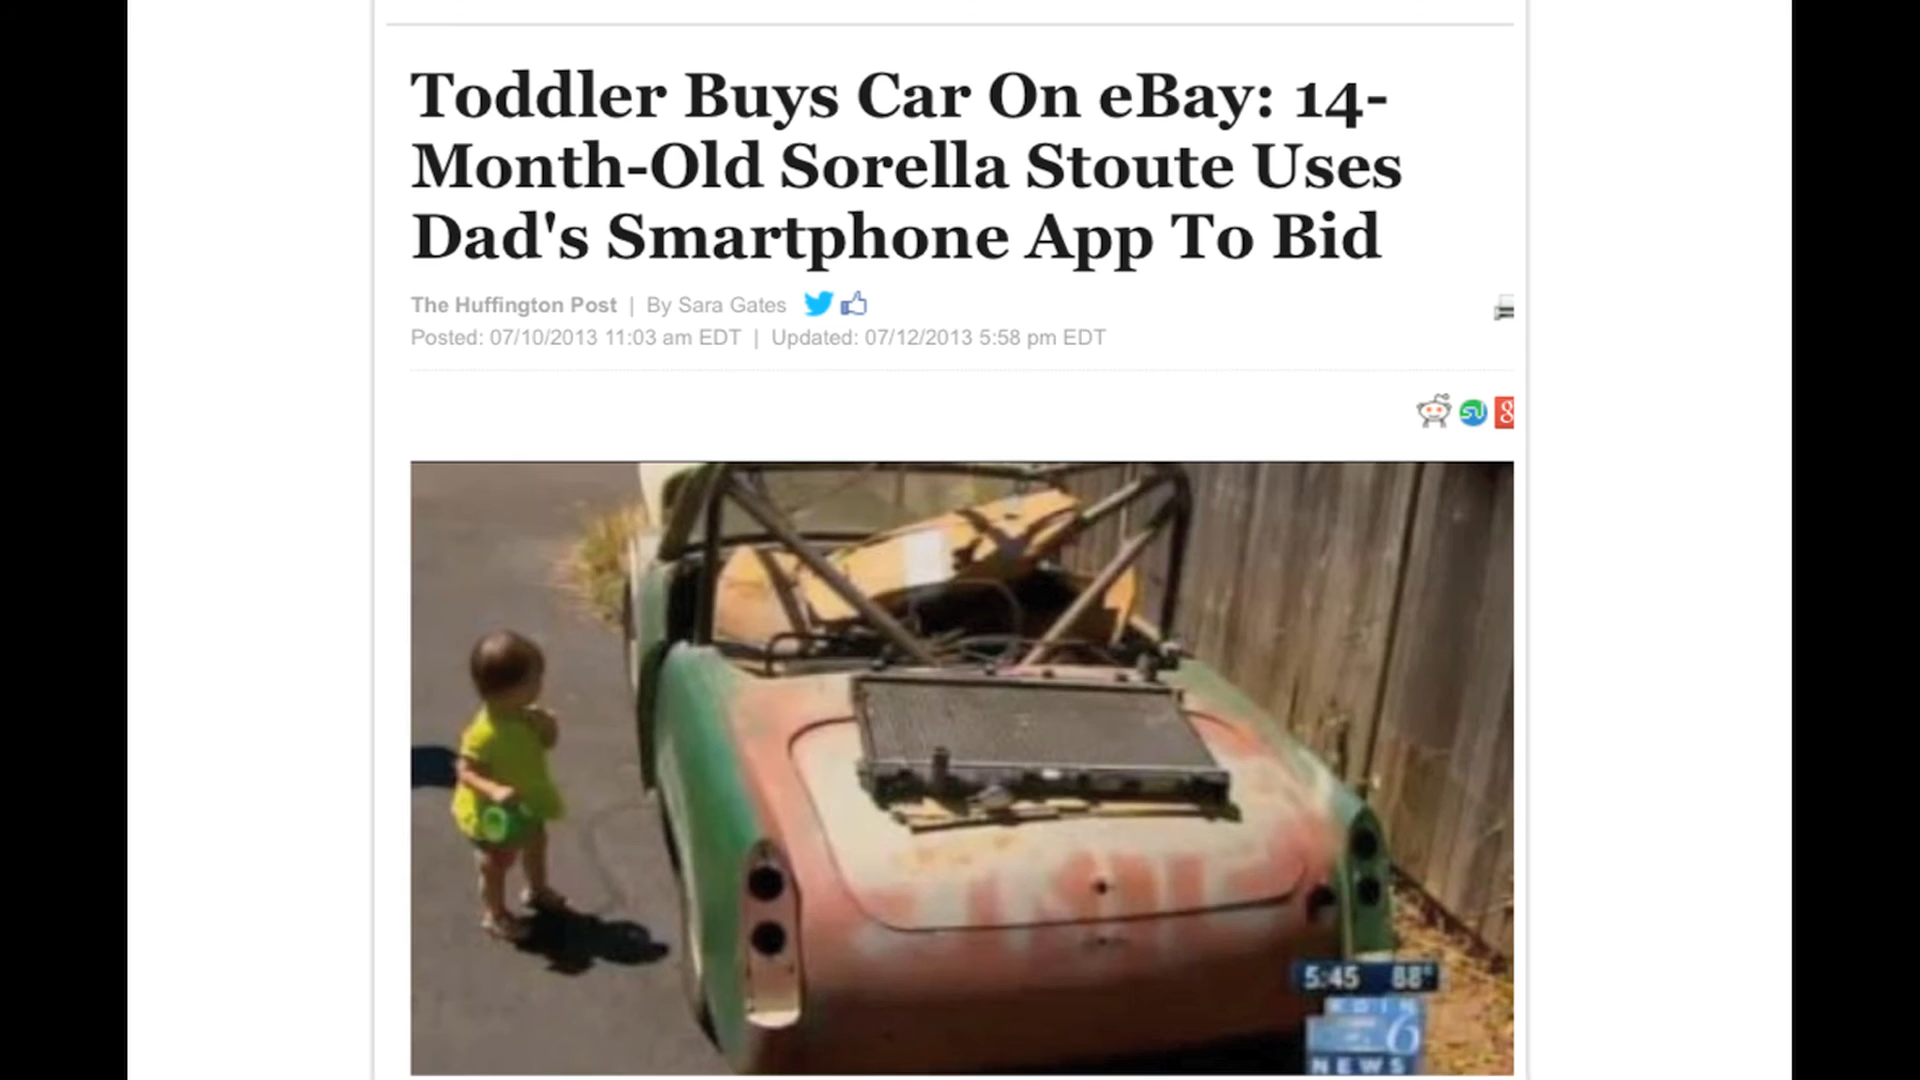 Toddler Buys Car On eBay: 14-
Month-Old Sorella Stoute Uses
Dad's Smartphone App To Bid
The Huffington Post | By Sara Gates
Posted: 07/10/2013 11:03 am EDT | Updated: 07/12/2013 5:58 pm EDT
5:45 88°
KOIN
6
NEWS